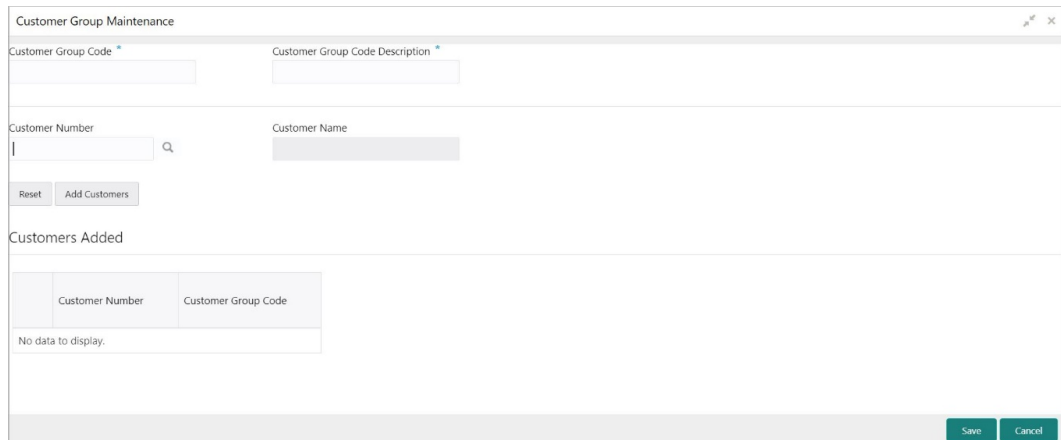 Customer Group Maintenance
Customer Group Code * Customer Group Code Description *
Customer Number Customer Name
Reset Add Customers
Customers Added
Customer Number Customer Group Code
No data to display.
Save Cancel